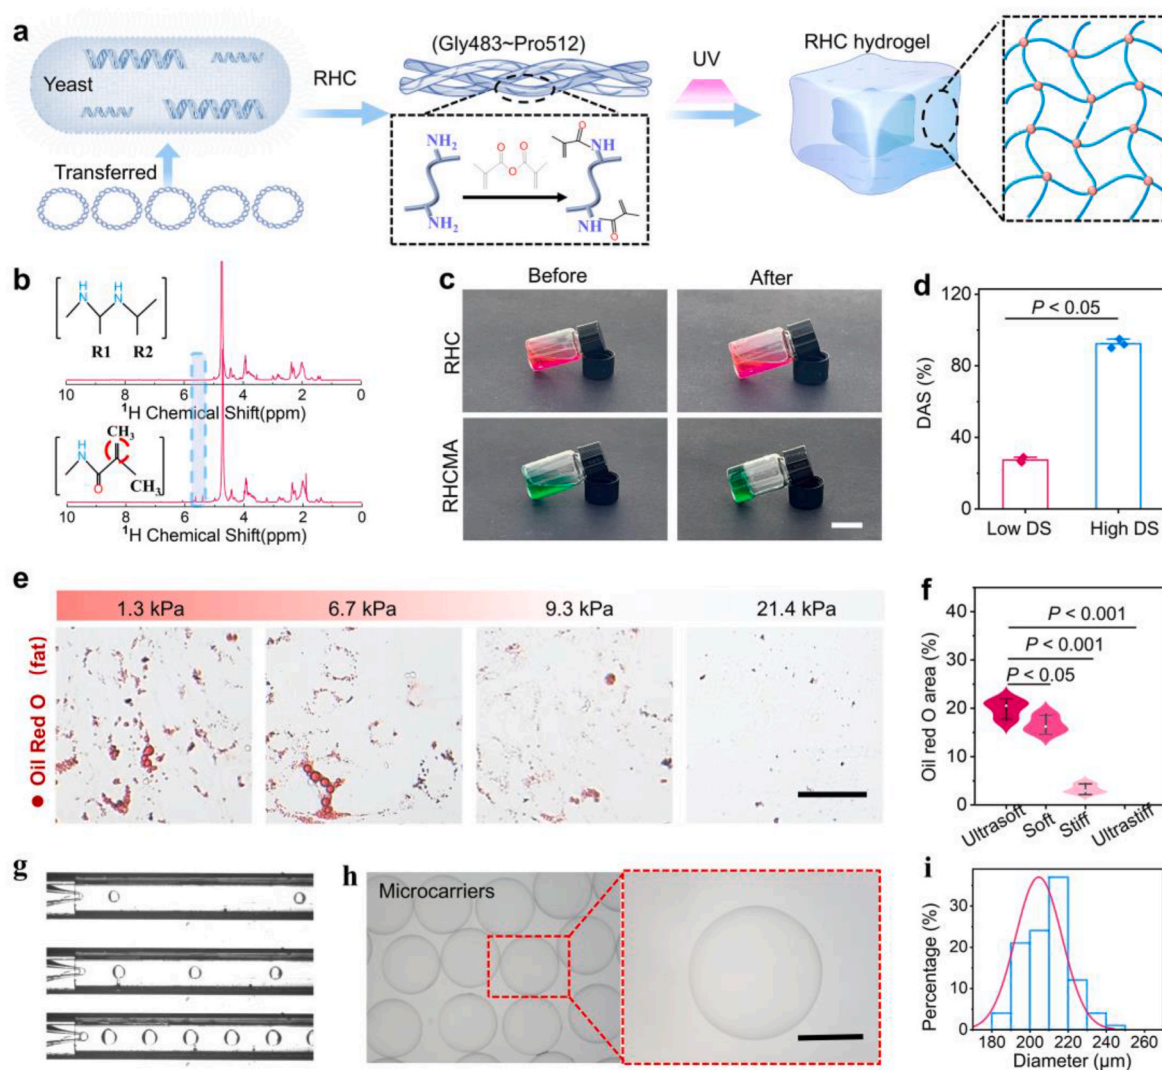 a
Yeast
Transferred
RHC
(Gly483~Pro512)
NH₂
NH₂
O O
O
O
NH
NH
O
UV
RHC hydrogel
b
H H
N N
R1 R2
10 8 6 4 2 0
¹H Chemical Shift(ppm)
H
N
O
CH₃
CH₃
10 8 6 4 2 0
¹H Chemical Shift(ppm)
c
Before After
RHC
RHCMA
d
DAS (%)
120
80
40
0
P < 0.05
Low DS High DS
e
1.3 kPa 6.7 kPa 9.3 kPa 21.4 kPa
Oil Red O (fat)
f
Oil red O area (%)
40
30
20
10
0
P < 0.001
P < 0.001
P < 0.05
Ultrasoft Soft Stiff Ultrastiff
g
h
Microcarriers
i
Percentage (%)
30
20
10
0
180 200 220 240 260
Diameter (μm)